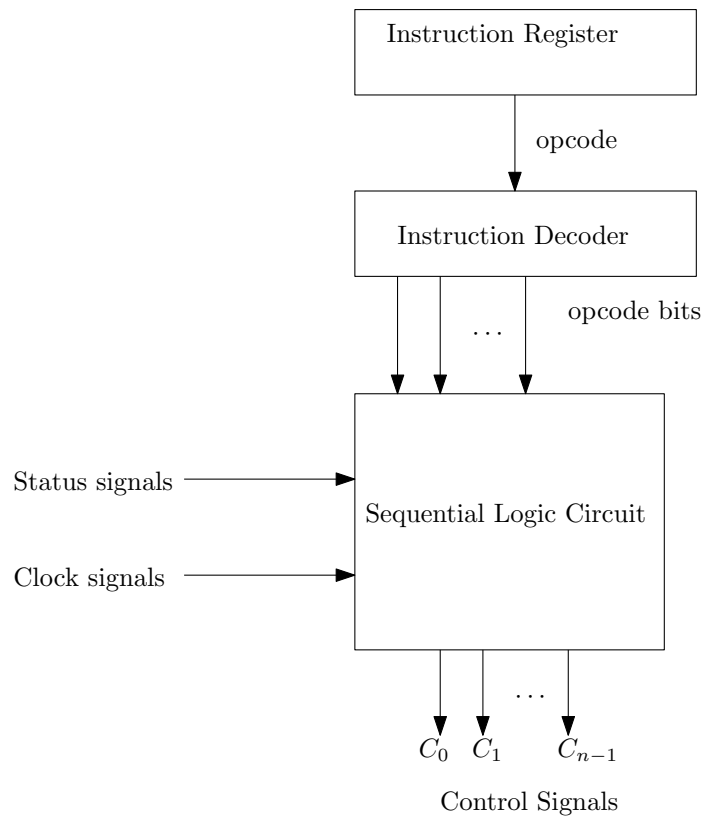 Instruction Register
opcode
Instruction Decoder
opcode bits
...
Status signals
Sequential Logic Circuit
Clock signals
...
C₀ C₁ Cₙ₋₁
Control Signals